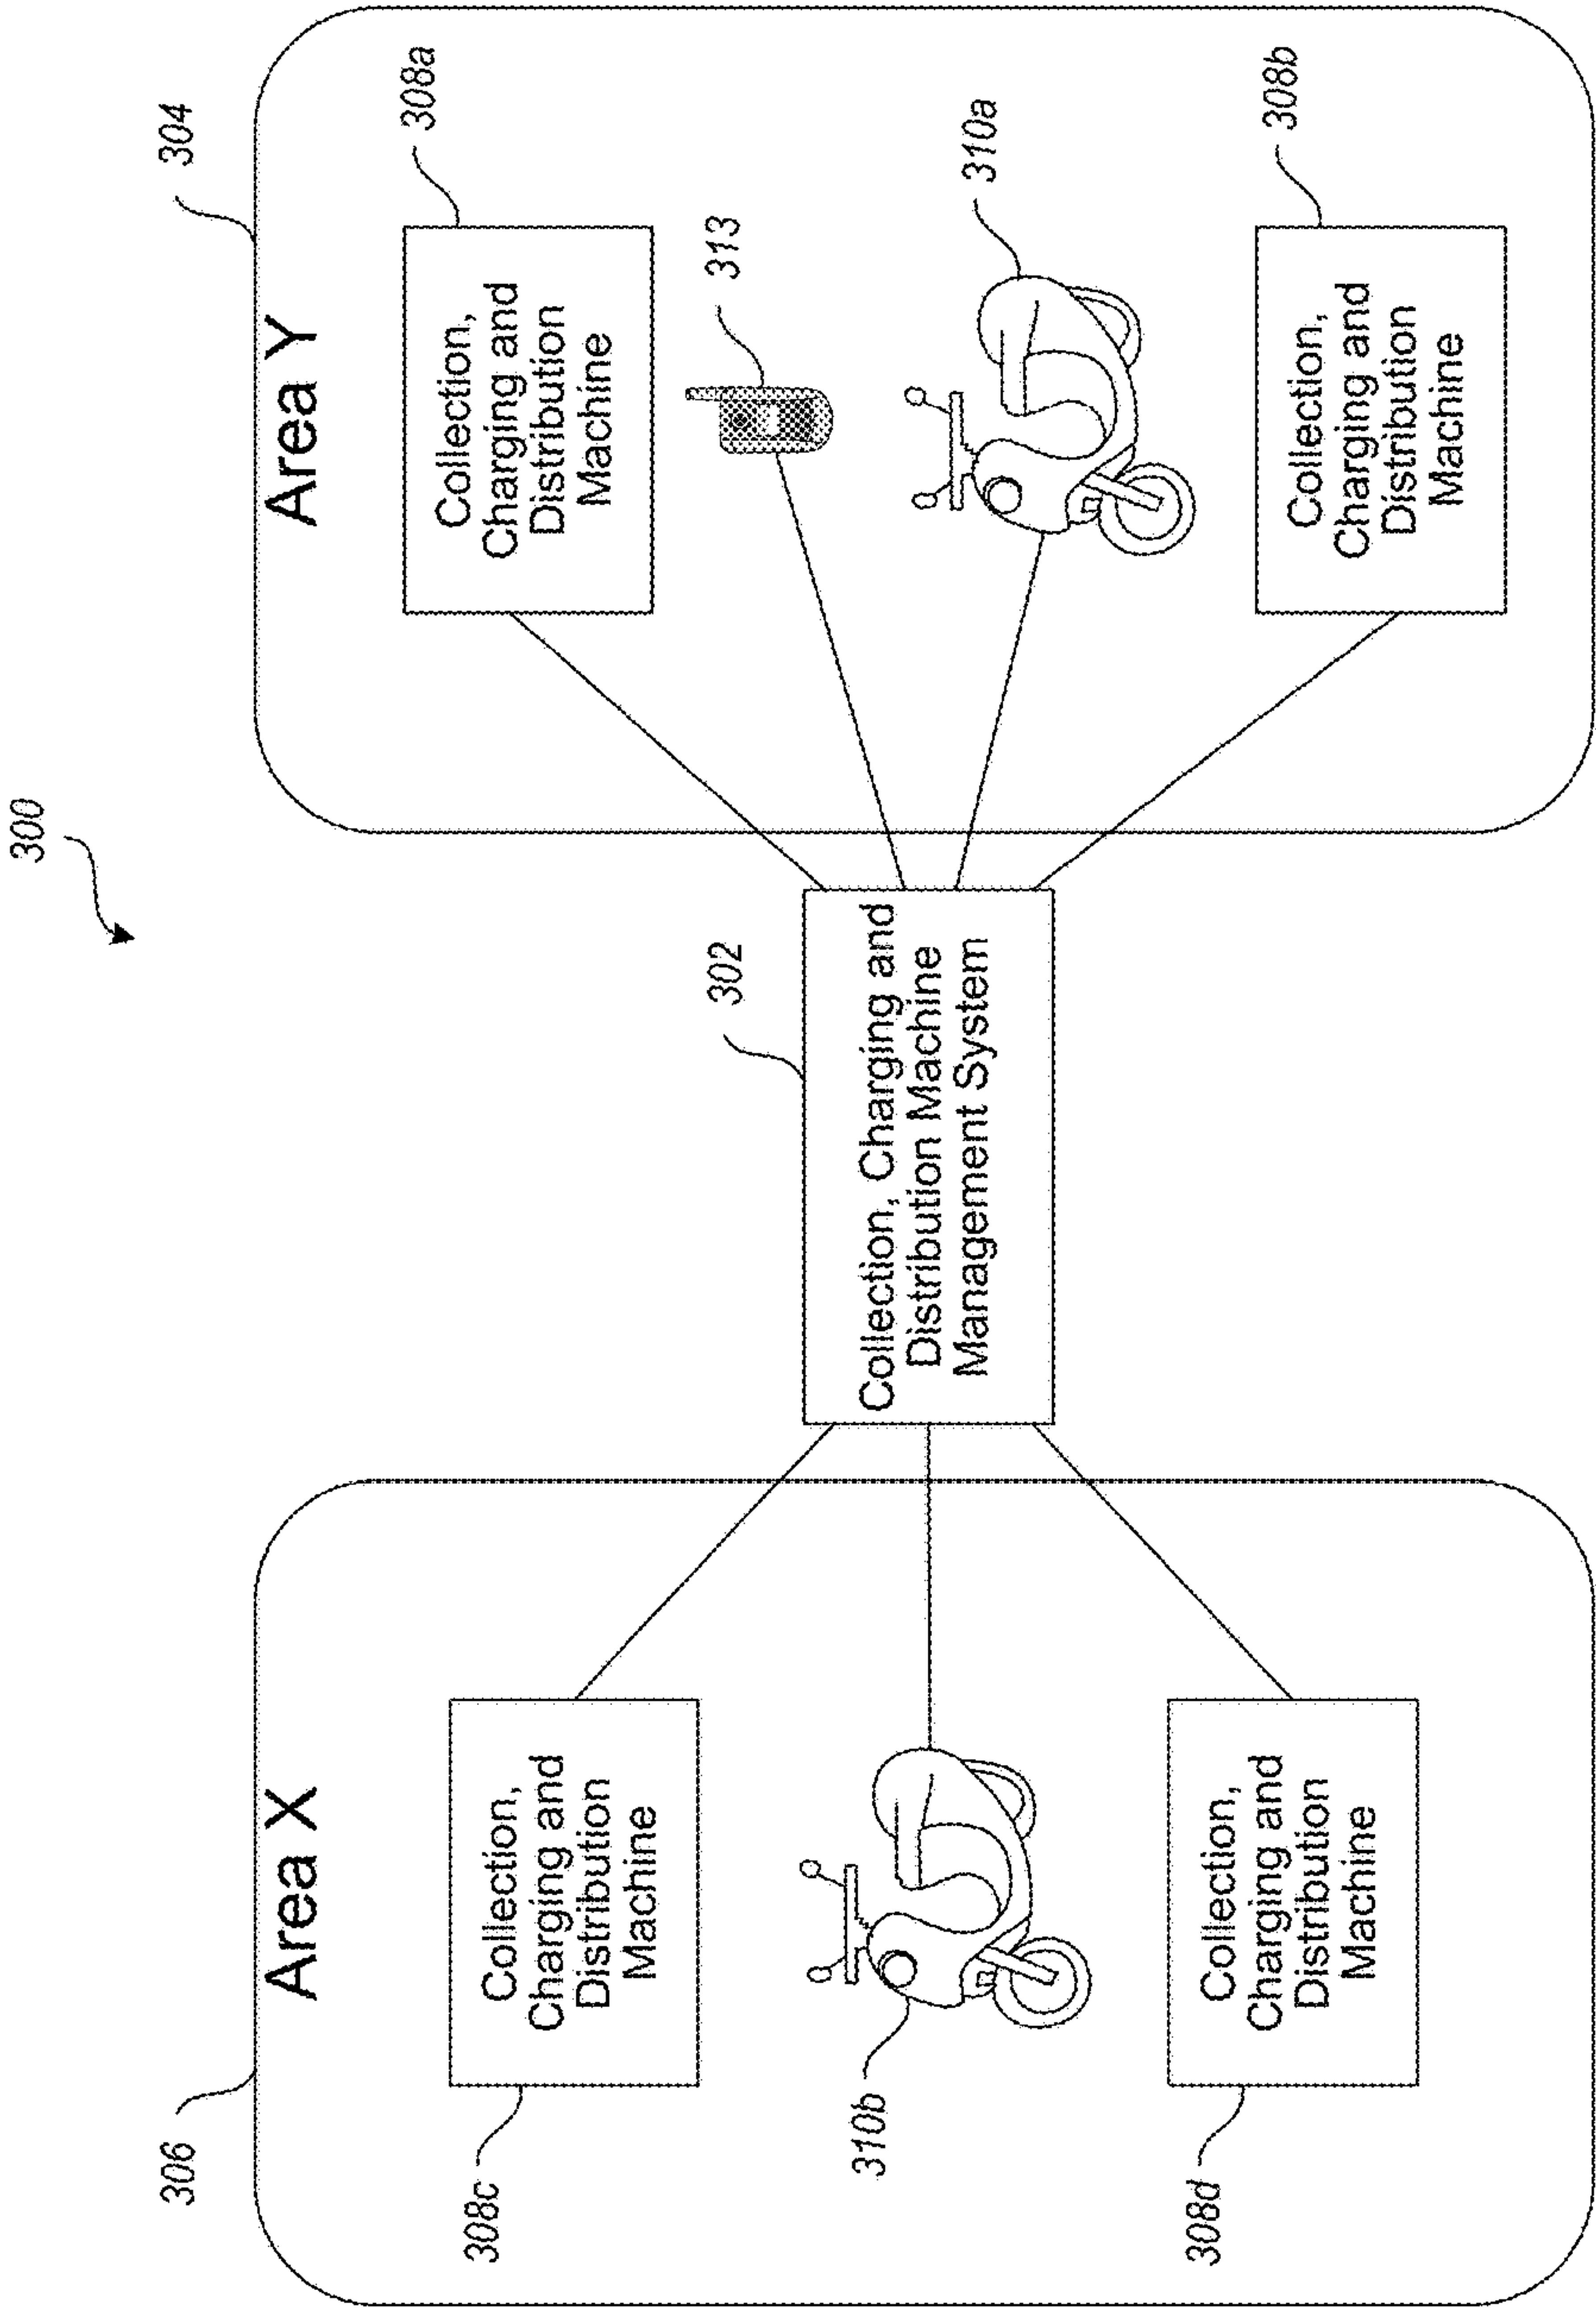 300
306
Area X
308c
Collection,
Charging and
Distribution
Machine
310b
308d
Collection,
Charging and
Distribution
Machine
302
Collection, Charging and
Distribution Machine
Management System
304
Area Y
308a
Collection,
Charging and
Distribution
Machine
313
310a
308b
Collection,
Charging and
Distribution
Machine